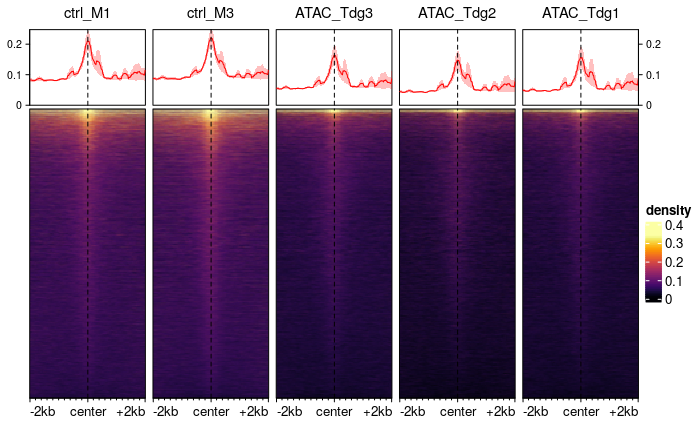 ctrl_M1 ctrl_M3 ATAC_Tdg3 ATAC_Tdg2 ATAC_Tdg1
0.2 0.2
0.1 0.1
0 0
density
0.4
0.3
0.2
0.1
0
-2kb center +2kb -2kb center +2kb -2kb center +2kb -2kb center +2kb -2kb center +2kb